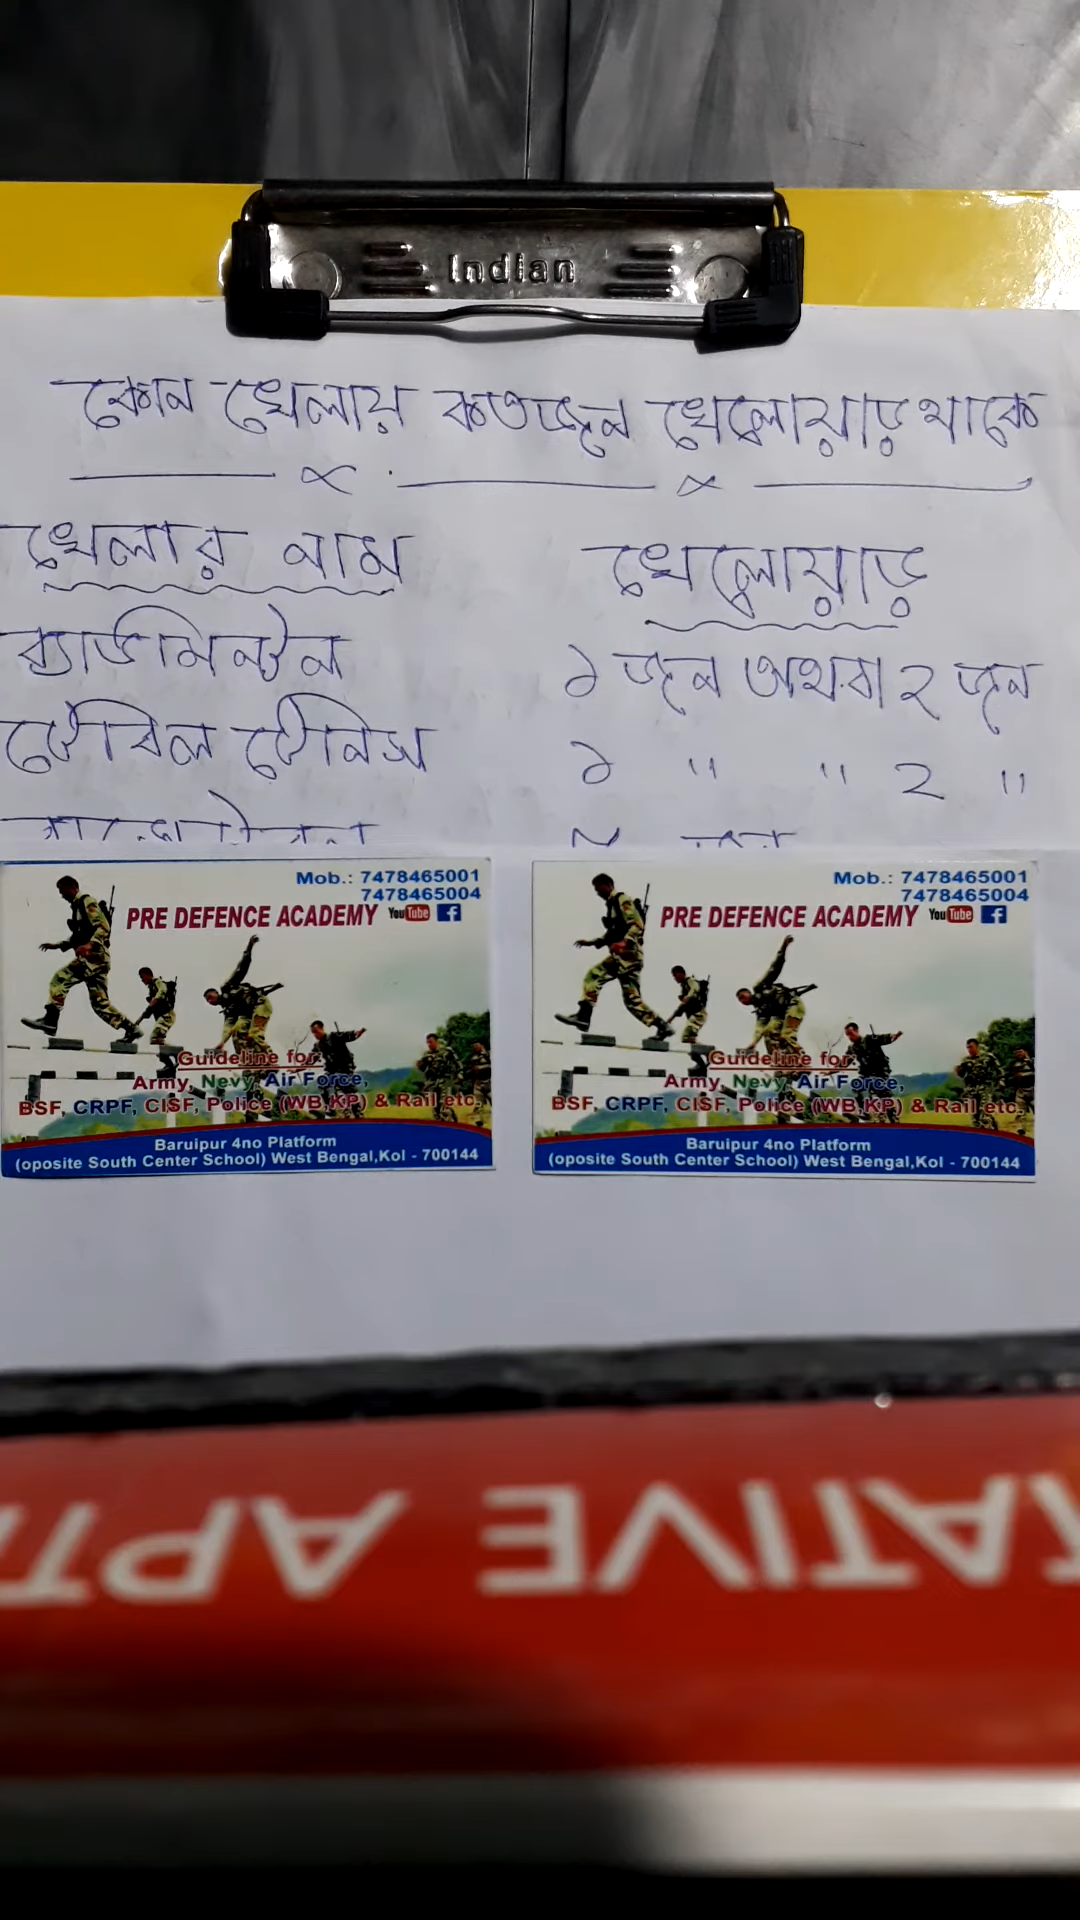 Indian
কোন খেলায় কতজন খেলোয়াড় থাকে
খেলার নাম
খেলোয়াড়
ব্যাডমিন্টন
১ জন অথবা ২ জন
টেবিল টেনিস
১ " " ২ "
Mob.: 7478465001
7478465004
PRE DEFENCE ACADEMY YouTube f
Guideline for:
Army, Nevy, Air Force,
BSF, CRPF, CISF, Police (WB,KP) & Rail etc.
Baruipur 4no Platform
(oposite South Center School) West Bengal,Kol - 700144
Mob.: 7478465001
7478465004
PRE DEFENCE ACADEMY YouTube f
Guideline for:
Army, Nevy, Air Force,
BSF, CRPF, CISF, Police (WB,KP) & Rail etc.
Baruipur 4no Platform
(oposite South Center School) West Bengal,Kol - 700144